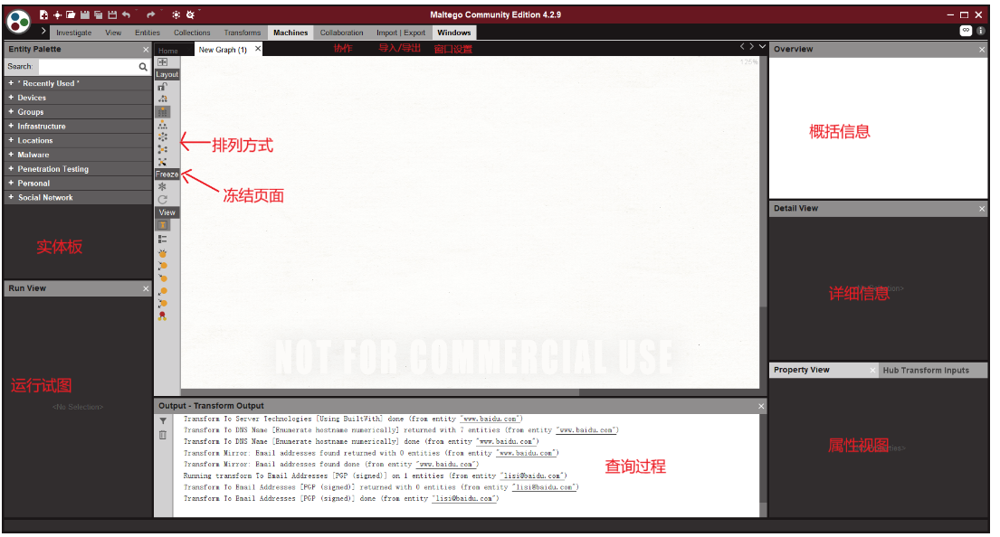 Maltego Community Edition 4.2.9
Investigate View Entities Collections Transforms Machines Collaboration Import | Export Windows
Entity Palette
Search:
+ * Recently Used *
+ Devices
+ Groups
+ Infrastructure
+ Locations
+ Malware
+ Penetration Testing
+ Personal
+ Social Network
实体板
Run View
运行试图
<No Selection>
Home New Graph (1)
协作 导入/导出 窗口设置
125%
Layout
排列方式
Freeze
冻结页面
View
NOT FOR COMMERCIAL USE
Output - Transform Output
Transform To Server Technologies [Using BuiltWith] done (from entity "www.baidu.com")
Transform To DNS Name [Enumerate hostname numerically] returned with 7 entities (from entity "www.baidu.com")
Transform To DNS Name [Enumerate hostname numerically] done (from entity "www.baidu.com")
Transform Mirror: Email addresses found returned with 0 entities (from entity "www.baidu.com")
Transform Mirror: Email addresses found done (from entity "www.baidu.com")
Running transform To Email Addresses [PGP (signed)] on 1 entities (from entity "lisi@baidu.com")
Transform To Email Addresses [PGP (signed)] returned with 0 entities (from entity "lisi@baidu.com")
Transform To Email Addresses [PGP (signed)] done (from entity "lisi@baidu.com")
查询过程
Overview
概括信息
Detail View
详细信息
Property View Hub Transform Inputs
属性视图